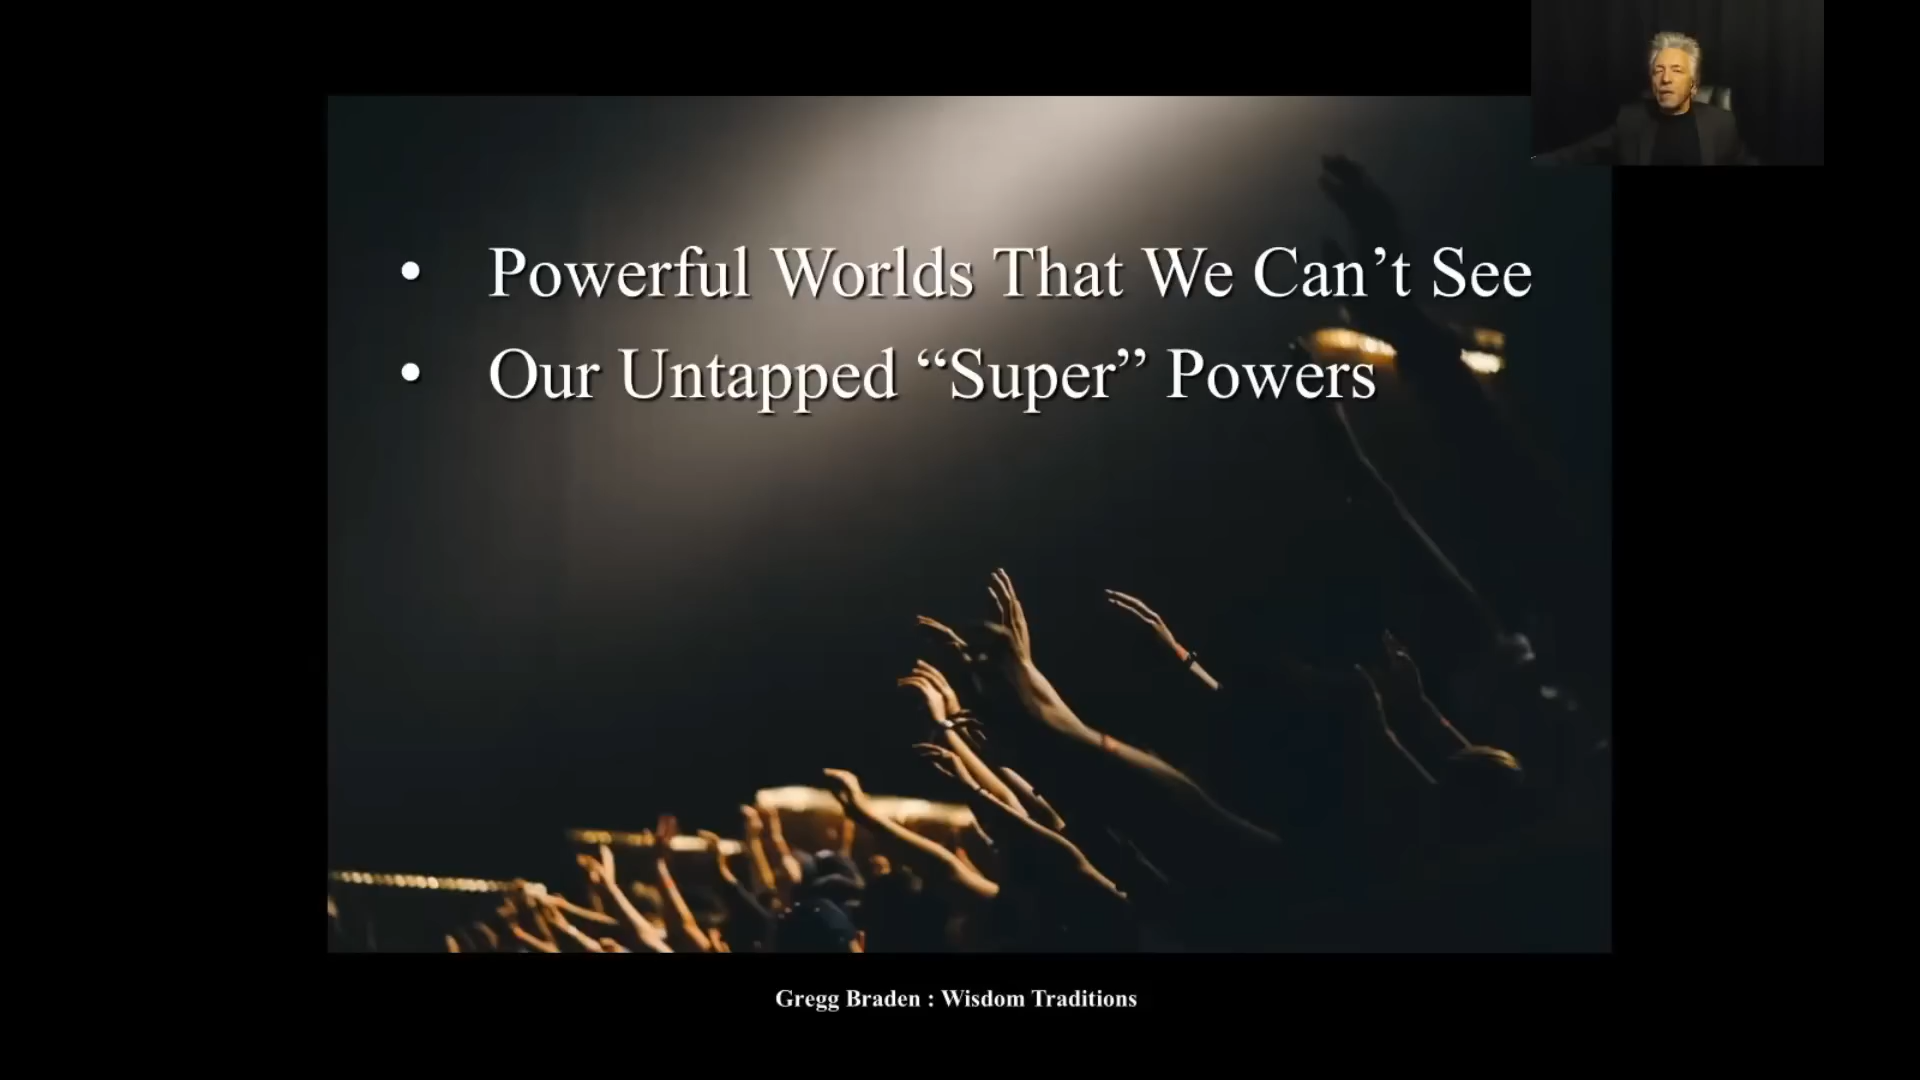 • Powerful Worlds That We Can’t See
• Our Untapped “Super” Powers
Gregg Braden : Wisdom Traditions